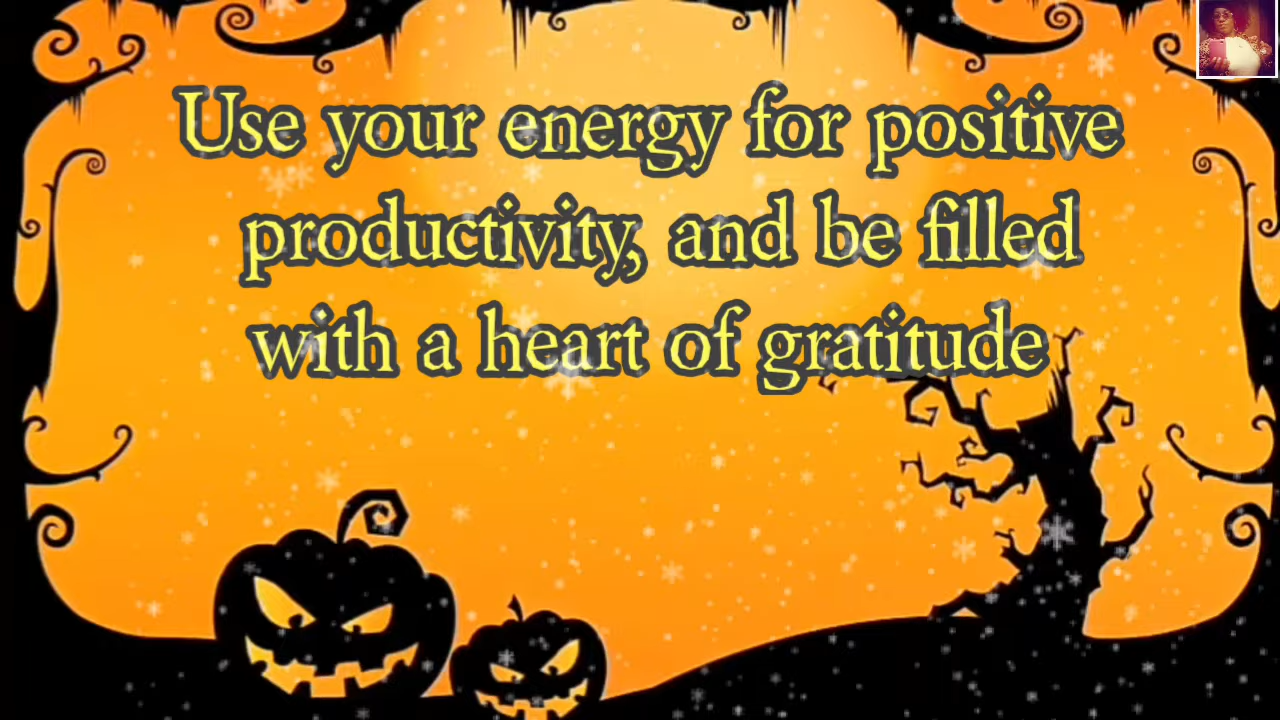 Use your energy for positive
productivity, and be filled
with a heart of gratitude